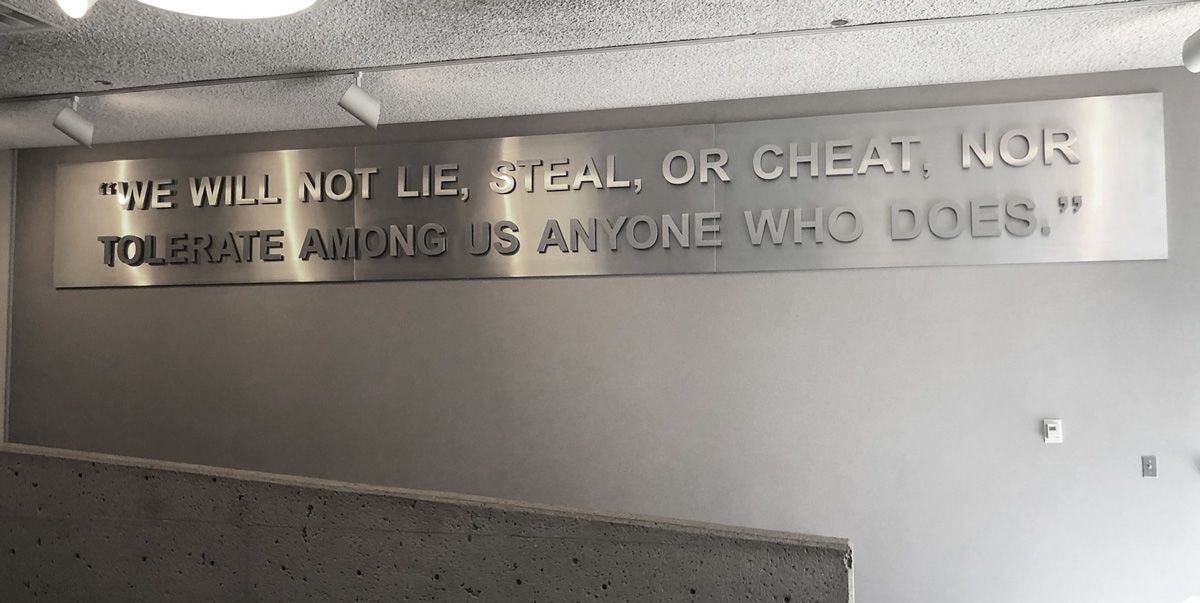 “WE WILL NOT LIE, STEAL, OR CHEAT, NOR
TOLERATE AMONG US ANYONE WHO DOES.”